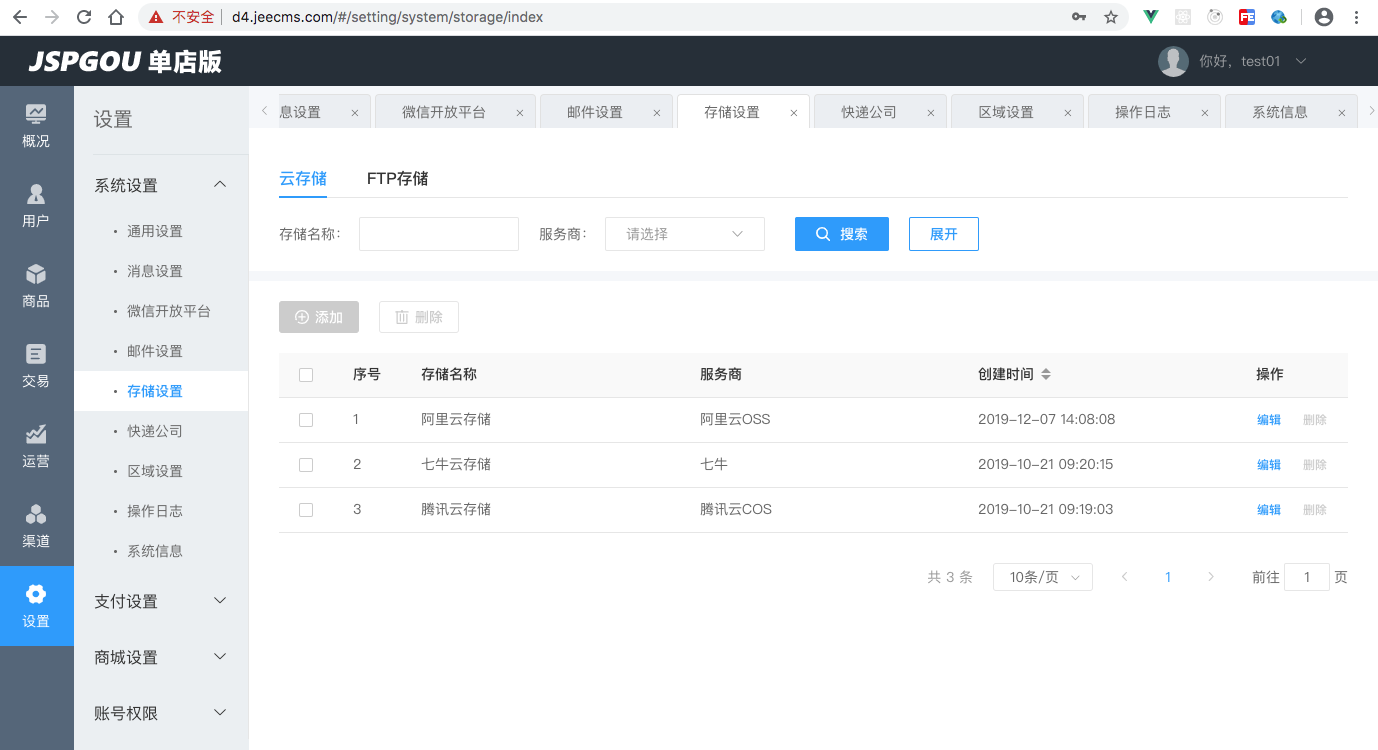 不安全 d4.jeecms.com/#/setting/system/storage/index
JSPGOU 单店版
你好，test01
概况
用户
商品
交易
运营
渠道
设置
设置
系统设置
通用设置
消息设置
微信开放平台
邮件设置
存储设置
快递公司
区域设置
操作日志
系统信息
支付设置
商城设置
账号权限
息设置 × 微信开放平台 × 邮件设置 × 存储设置 × 快递公司 × 区域设置 × 操作日志 × 系统信息 ×
云存储 FTP存储
存储名称： 服务商： 请选择 搜索 展开
添加 删除
序号 存储名称 服务商 创建时间 操作
1 阿里云存储 阿里云OSS 2019-12-07 14:08:08 编辑 删除
2 七牛云存储 七牛 2019-10-21 09:20:15 编辑 删除
3 腾讯云存储 腾讯云COS 2019-10-21 09:19:03 编辑 删除
共 3 条 10条/页 1 前往 1 页